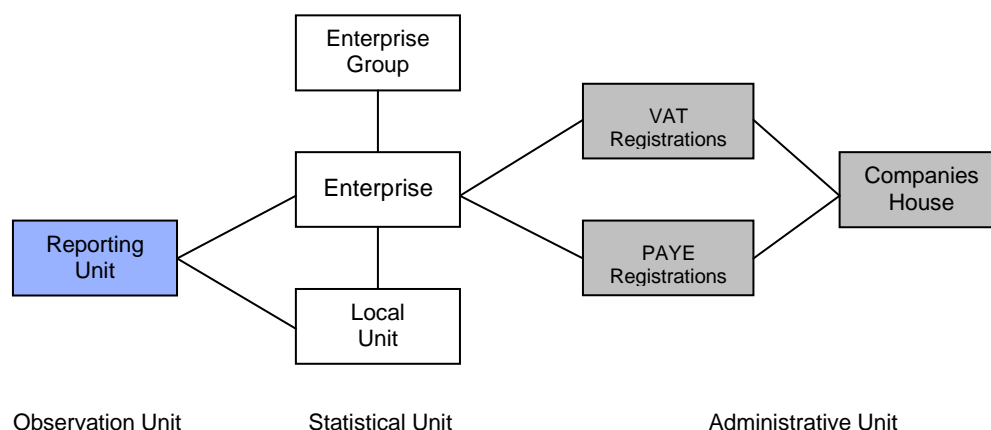 Enterprise
Group
VAT
Registrations
Enterprise
Companies
House
Reporting
Unit
PAYE
Registrations
Local
Unit
Observation Unit
Statistical Unit
Administrative Unit